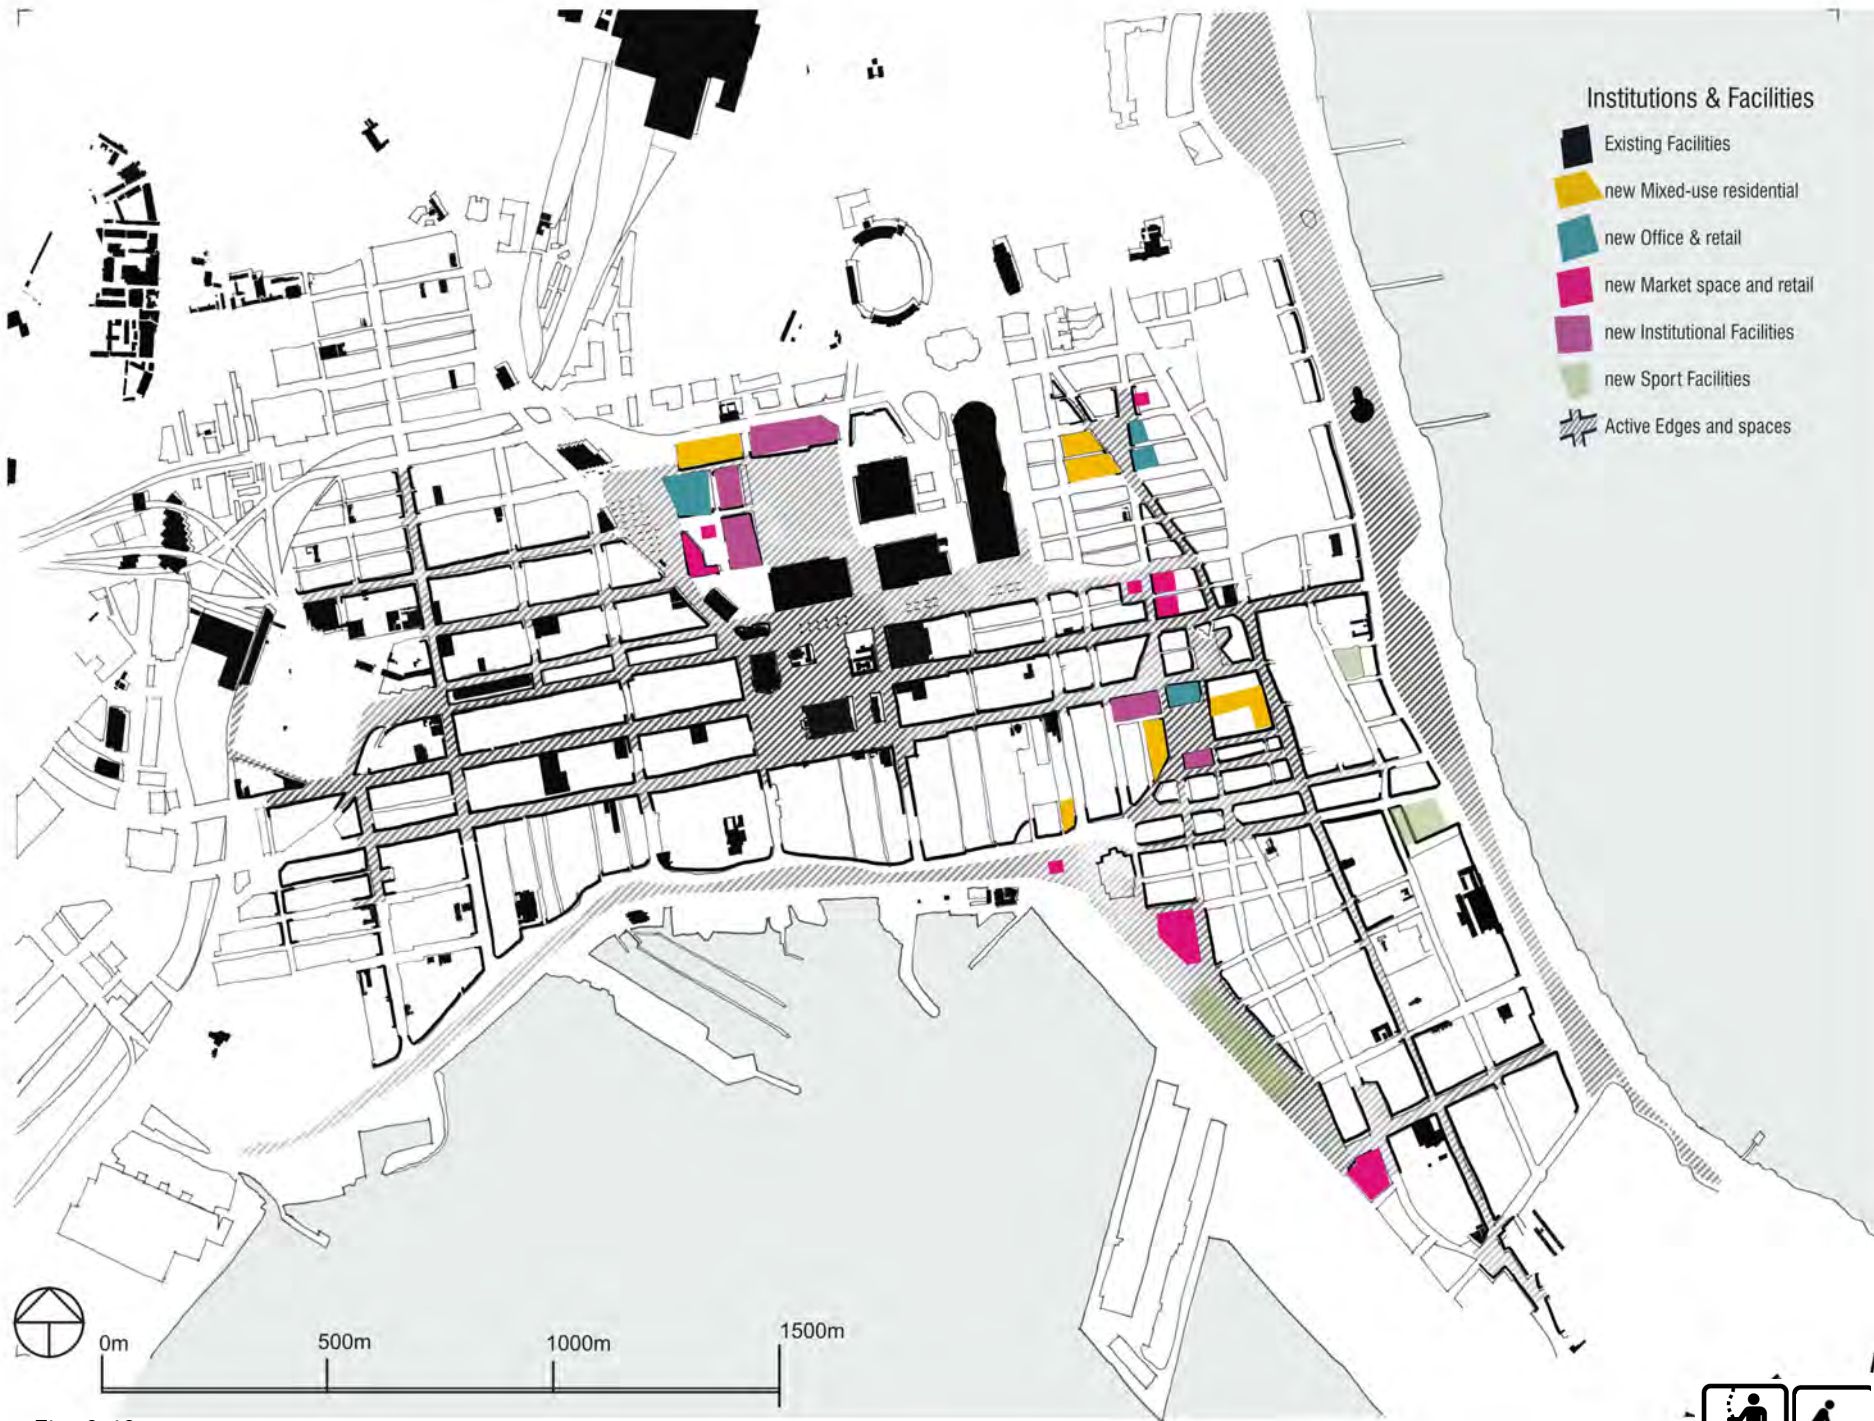 Institutions & Facilities
Existing Facilities
new Mixed-use residential
new Office & retail
new Market space and retail
new Institutional Facilities
new Sport Facilities
Active Edges and spaces
0m
500m
1000m
1500m